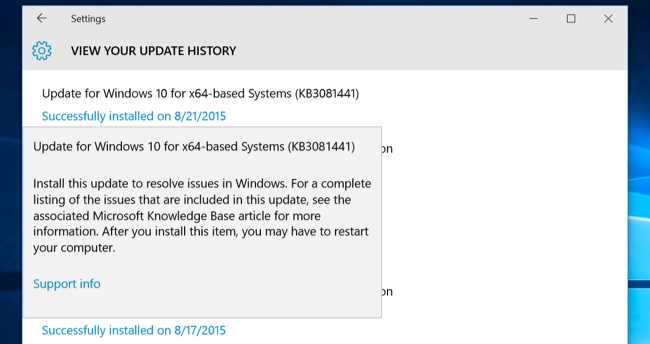 Settings
VIEW YOUR UPDATE HISTORY
Update for Windows 10 for x64-based Systems (KB3081441)
Successfully installed on 8/21/2015
Update for Windows 10 for x64-based Systems (KB3081441)
on
Install this update to resolve issues in Windows. For a complete
listing of the issues that are included in this update, see the
associated Microsoft Knowledge Base article for more
information. After you install this item, you may have to restart
your computer.
Support info
on
Successfully installed on 8/17/2015